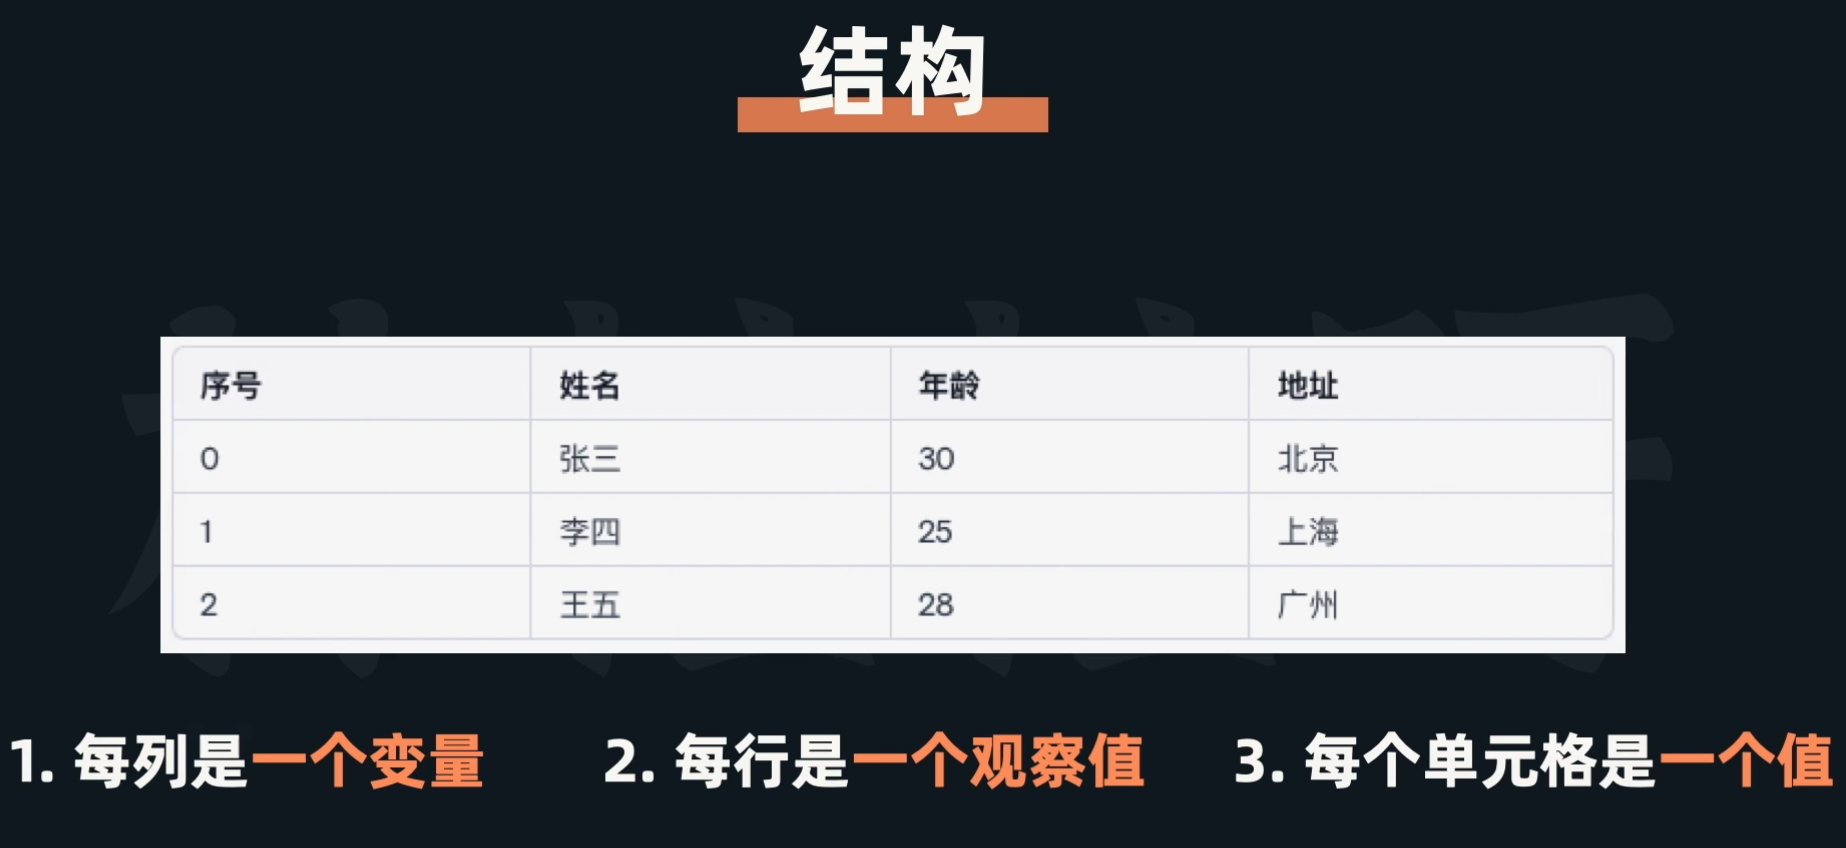 结构
序号 姓名 年龄 地址
0 张三 30 北京
1 李四 25 上海
2 王五 28 广州
1. 每列是一个变量 2. 每行是一个观察值 3. 每个单元格是一个值